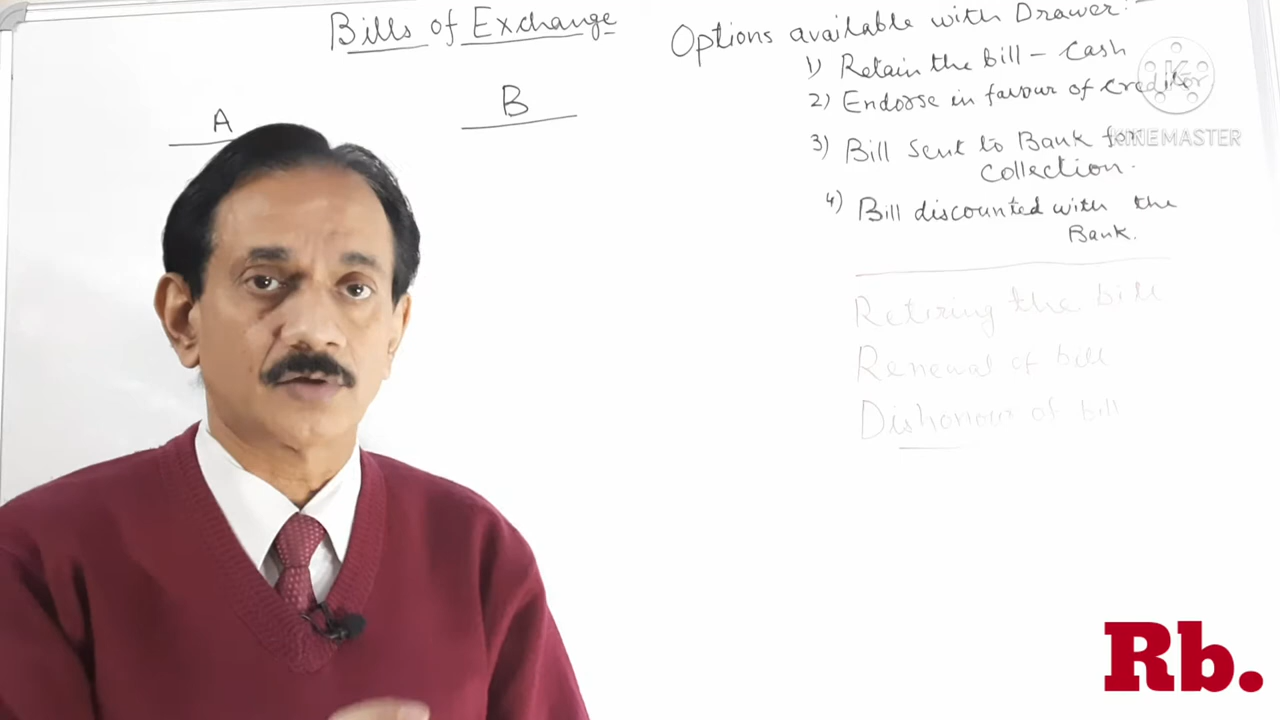 Bills of Exchange
A
B
Options available with Drawer:-
1) Retain the bill - Cash
2) Endorse in favour of Creditor
3) Bill sent to Bank for
Collection.
4) Bill discounted with the
Bank.
Retiring the bill
Renewal of bill
Dishonour of bill
KINEMASTER
Rb.